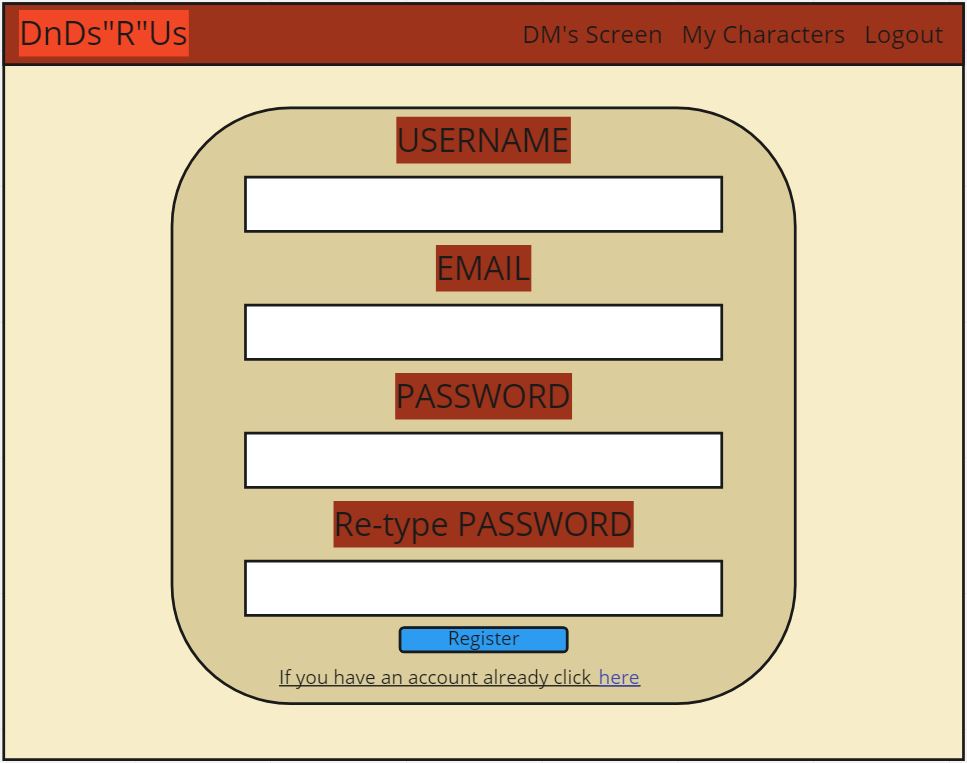 DnDs"R"Us
DM's Screen My Characters Logout
USERNAME
EMAIL
PASSWORD
Re-type PASSWORD
Register
If you have an account already click here